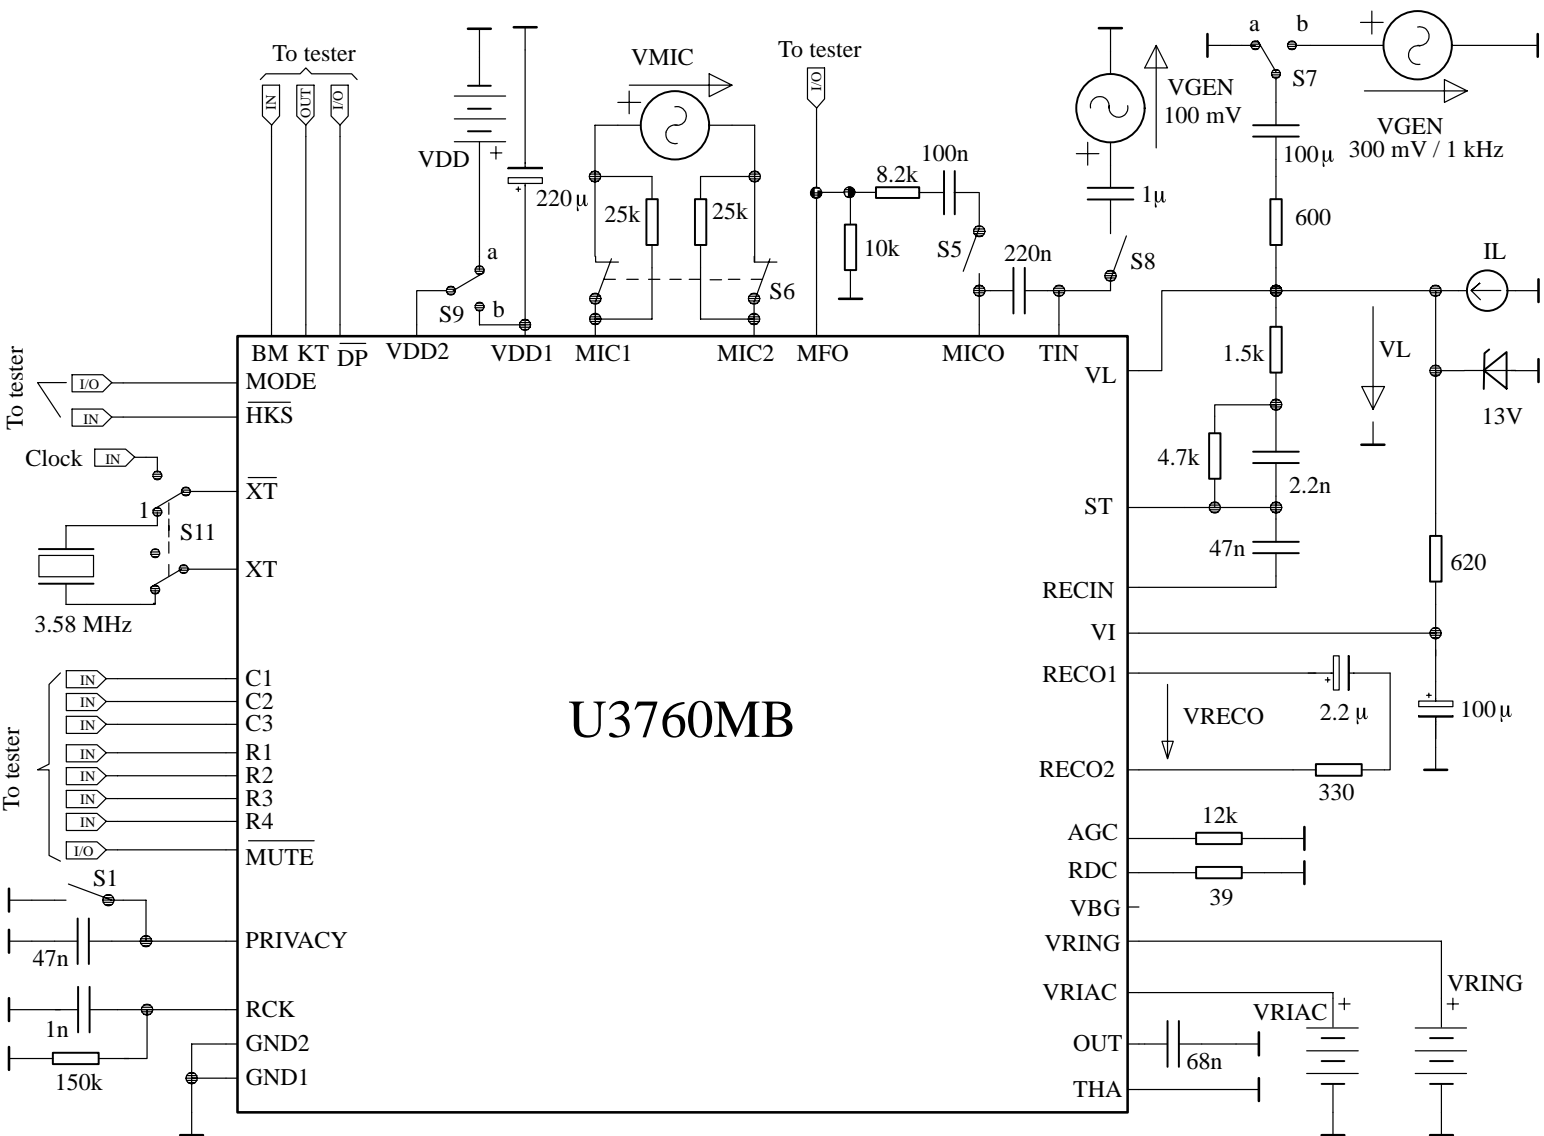 a b
To tester
To tester
VMIC
+
+
S7
VGEN
100 mV
VGEN
300 mV / 1 kHz
IN OUT I/O
I/O
+
100µ
VDD +
220 µ
+
100n
8.2k
1µ
25k 25k
10k
600
S5
220n
S8
IL
a
S9 b
S6
BM KT DP VDD2 VDD1 MIC1 MIC2 MFO MICO TIN
VL
1.5k
VL
13V
To tester
I/O MODE
IN HKS
Clock IN
XT
1
S11
XT
3.58 MHz
4.7k
2.2n
ST
47n
RECIN
620
VI
RECO1
+
2.2 µ
+
100 µ
VRECO
RECO2
330
To tester
IN C1
IN C2
IN C3
IN R1
IN R2
IN R3
IN R4
I/O MUTE
U3760MB
S1
PRIVACY
47n
RCK
1n
GND2
150k
GND1
12k
AGC
RDC
39
VBG
VRING
VRIAC
VRING
+
VRIAC +
OUT
68n
THA